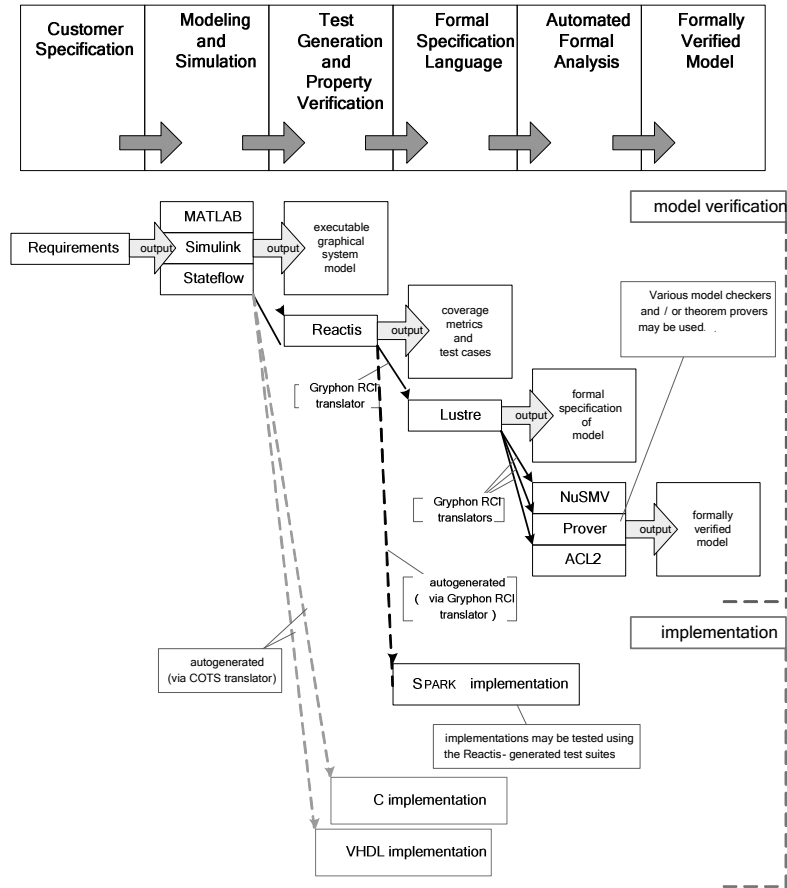 Customer
Specification
Modeling
and
Simulation
Test
Generation
and
Property
Verification
Formal
Specification
Language
Automated
Formal
Analysis
Formally
Verified
Model
model verification
MATLAB
Simulink
Stateflow
Requirements
output
output
executable
graphical
system
model
Various model checkers
and / or theorem provers
may be used. .
Reactis
output
coverage
metrics
and
test cases
Gryphon RCI
translator
Lustre
output
formal
specification
of
model
Gryphon RCI
translators
NuSMV
Prover
ACL2
output
formally
verified
model
autogenerated
( via Gryphon RCI
translator )
implementation
autogenerated
(via COTS translator)
SPARK implementation
implementations may be tested using
the Reactis- generated test suites
C implementation
VHDL implementation